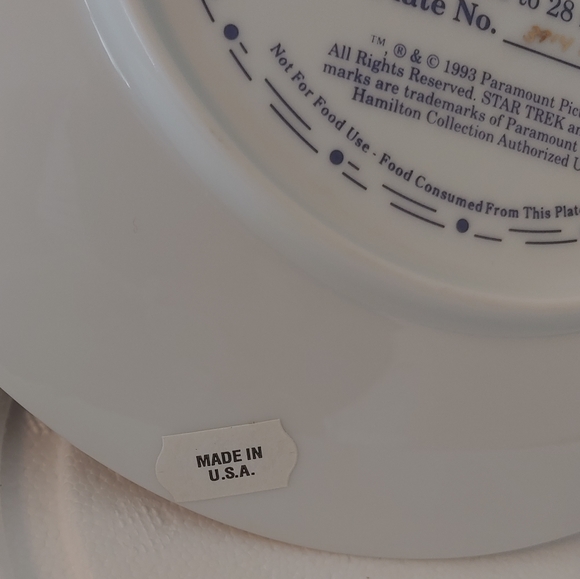 to 28
ate No.
™ ® & © 1993 Paramount Pic
All Rights Reserved. STAR TREK
marks are trademarks of Paramount
Hamilton Collection Authorized U
Not For Food Use - Food Consumed From This Plat
MADE IN
U.S.A.